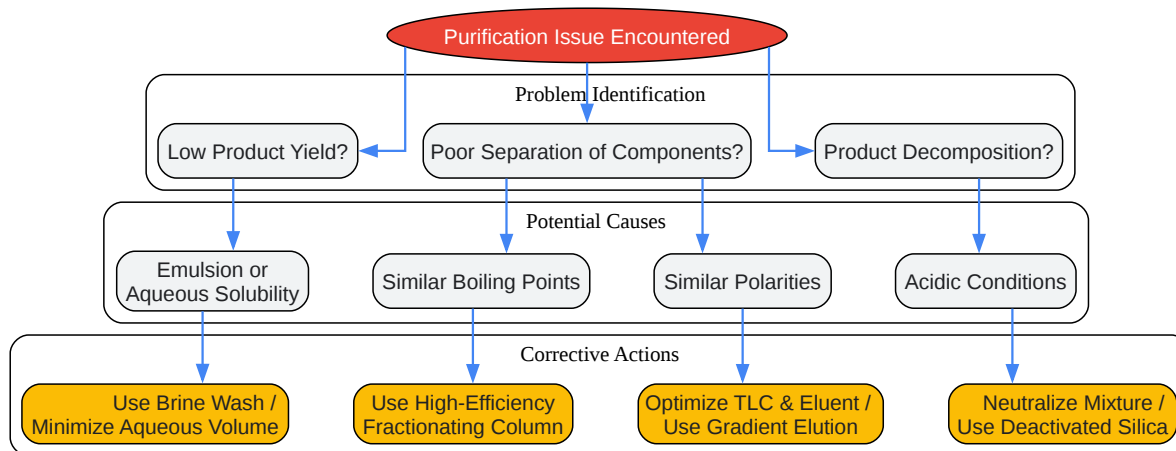 Purification Issue Encountered
Problem Identification
Low Product Yield?
Poor Separation of Components?
Product Decomposition?
Potential Causes
Emulsion or
Aqueous Solubility
Similar Boiling Points
Similar Polarities
Acidic Conditions
Corrective Actions
Use Brine Wash /
Minimize Aqueous Volume
Use High-Efficiency
Fractionating Column
Optimize TLC & Eluent /
Use Gradient Elution
Neutralize Mixture /
Use Deactivated Silica